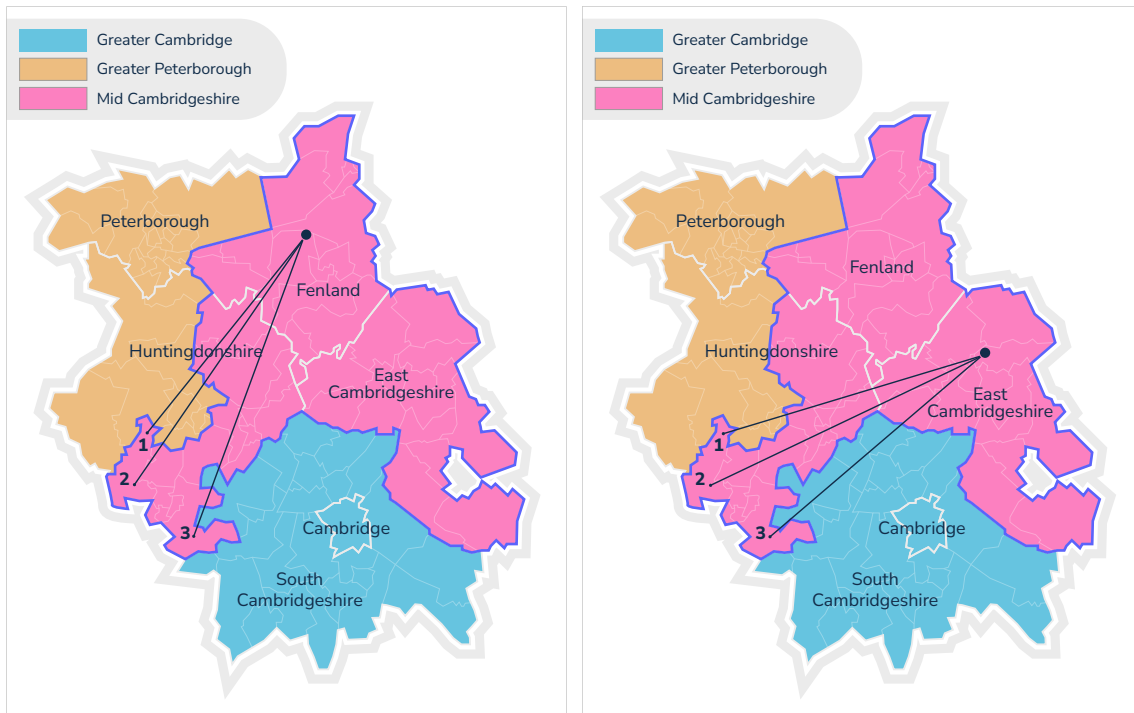 Greater Cambridge
Greater Peterborough
Mid Cambridgeshire
Peterborough
Fenland
Huntingdonshire
East
Cambridgeshire
1
2
3
Cambridge
South
Cambridgeshire
Greater Cambridge
Greater Peterborough
Mid Cambridgeshire
Peterborough
Fenland
Huntingdonshire
East
Cambridgeshire
1
2
3
Cambridge
South
Cambridgeshire